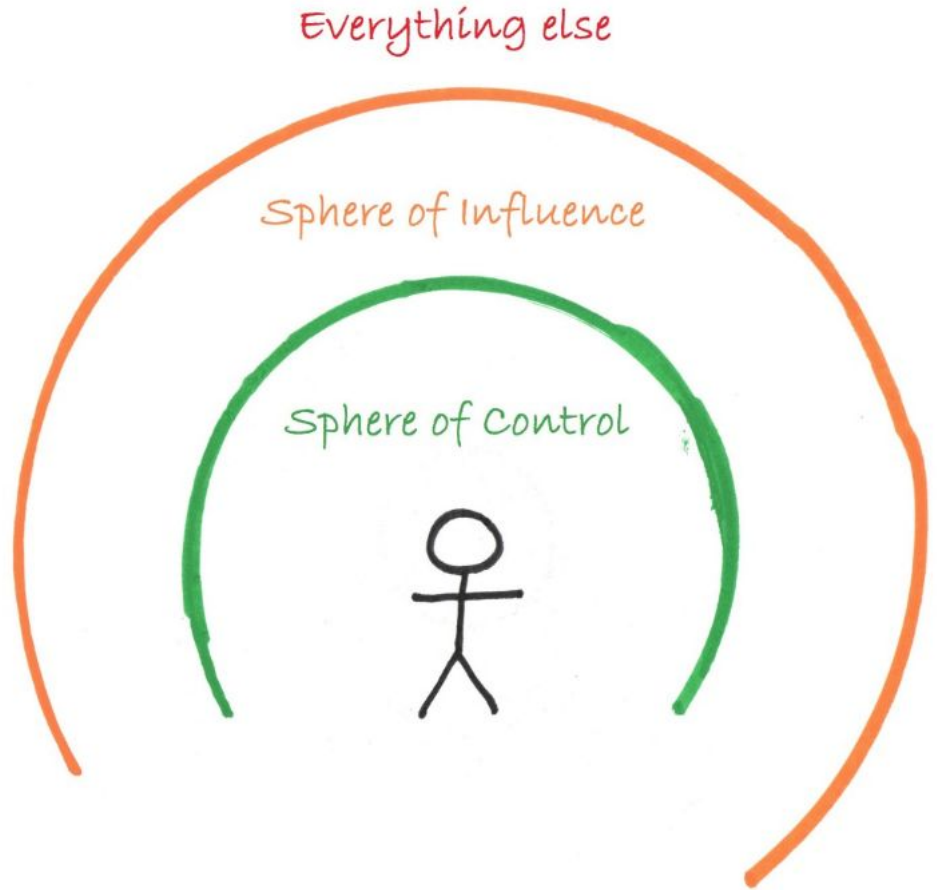 Everything else
Sphere of Influence
Sphere of Control